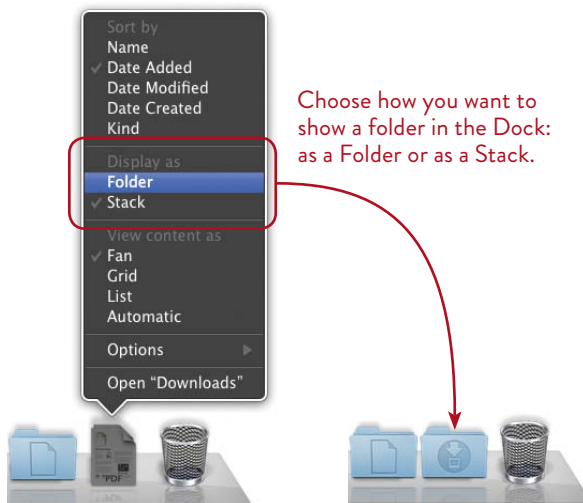 Sort by
Name
✓ Date Added
Date Modified
Date Created
Kind
Display as
Folder
✓ Stack
View content as
✓ Fan
Grid
List
Automatic
Options
Open “Downloads”
Choose how you want to
show a folder in the Dock:
as a Folder or as a Stack.
PDF